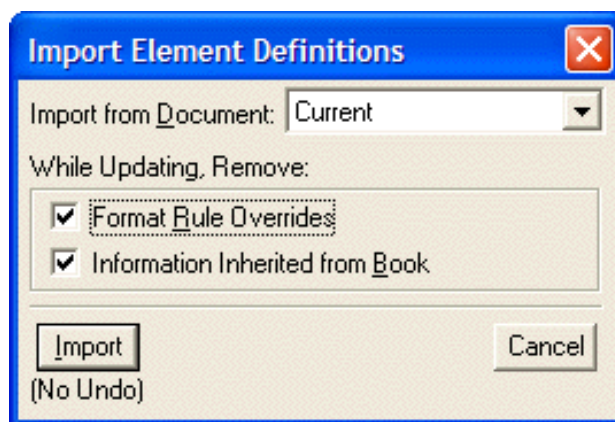 Import Element Definitions
Import from Document: Current
While Updating, Remove:
Format Rule Overrides
Information Inherited from Book
Import Cancel
(No Undo)